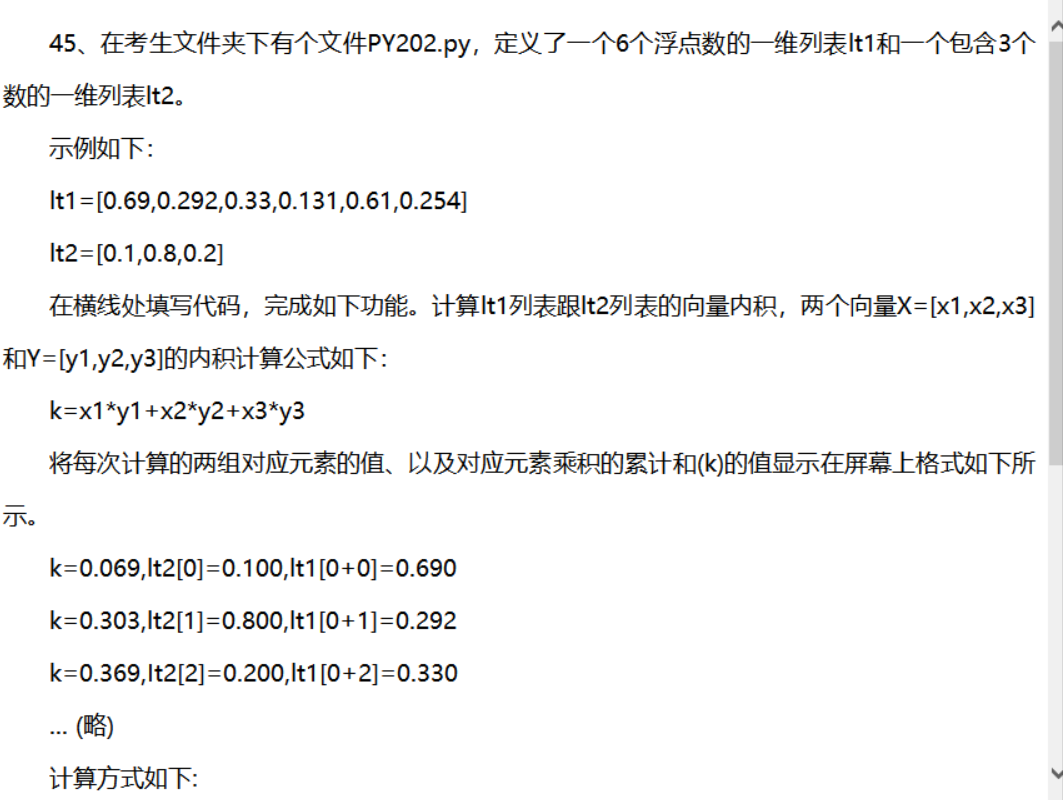 45、在考生文件夹下有个文件PY202.py，定义了一个6个浮点数的一维列表lt1和一个包含3个
数的一维列表lt2。
示例如下：
lt1=[0.69,0.292,0.33,0.131,0.61,0.254]
lt2=[0.1,0.8,0.2]
在横线处填写代码，完成如下功能。计算lt1列表跟lt2列表的向量内积，两个向量X=[x1,x2,x3]
和Y=[y1,y2,y3]的内积计算公式如下：
k=x1*y1+x2*y2+x3*y3
将每次计算的两组对应元素的值、以及对应元素乘积的累计和(k)的值显示在屏幕上格式如下所
示。
k=0.069,lt2[0]=0.100,lt1[0+0]=0.690
k=0.303,lt2[1]=0.800,lt1[0+1]=0.292
k=0.369,It2[2]=0.200,lt1[0+2]=0.330
... (略)
计算方式如下: